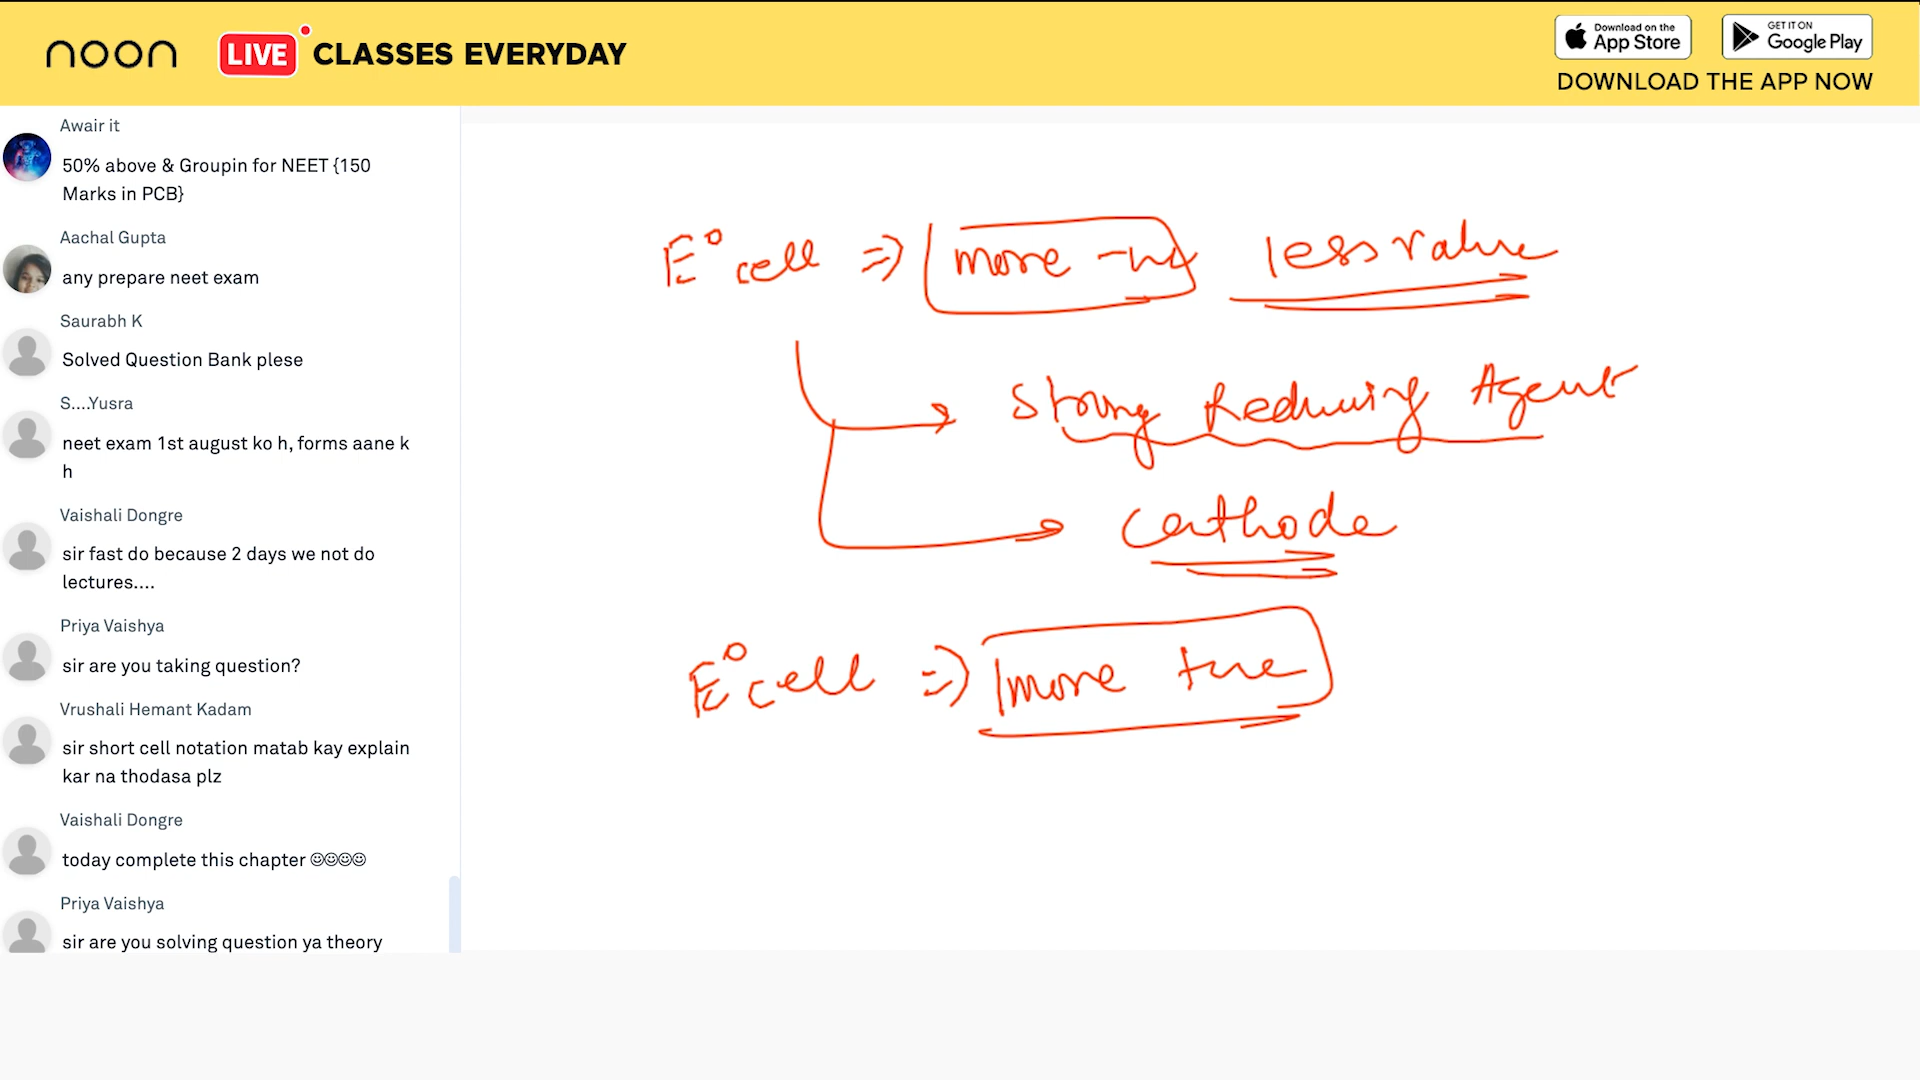 noon LIVE CLASSES EVERYDAY
Download on the App Store
GET IT ON Google Play
DOWNLOAD THE APP NOW
Awair it
50% above & Groupin for NEET {150
Marks in PCB}
Aachal Gupta
any prepare neet exam
Saurabh K
Solved Question Bank plese
S....Yusra
neet exam 1st august ko h, forms aane k
h
Vaishali Dongre
sir fast do because 2 days we not do
lectures....
Priya Vaishya
sir are you taking question?
Vrushali Hemant Kadam
sir short cell notation matab kay explain
kar na thodasa plz
Vaishali Dongre
today complete this chapter ☺☺☺☺
Priya Vaishya
sir are you solving question ya theory
E° cell ⇒ more -ve less value
Strong Reducing Agent
Cathode
E° cell ⇒ more +ve